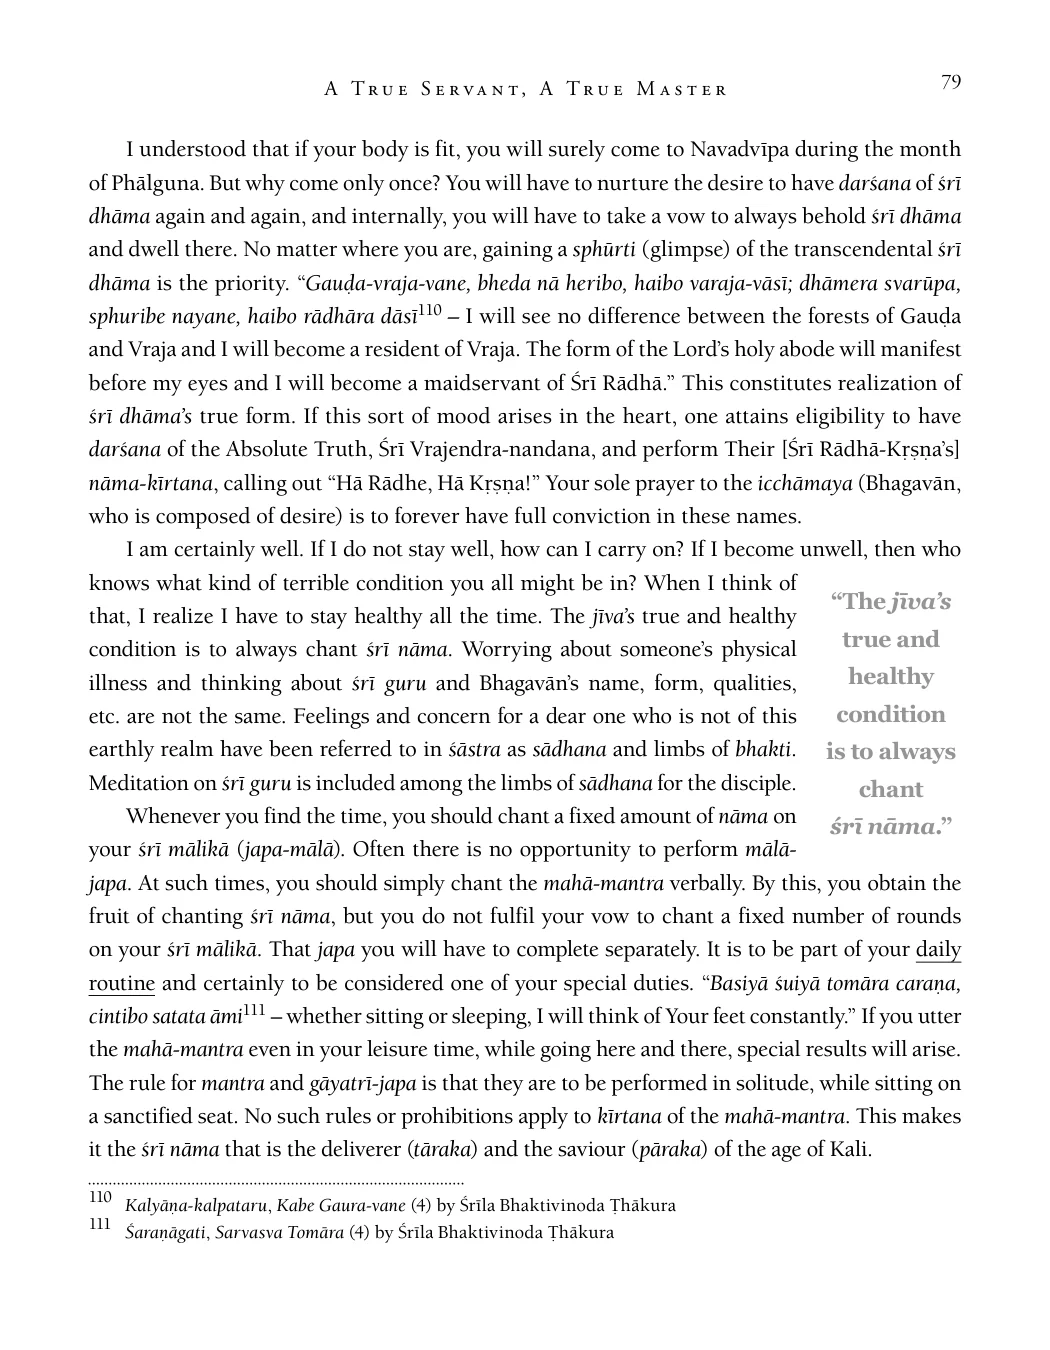 A True Servant, A True Master
79
I understood that if your body is fit, you will surely come to Navadvīpa during the month
of Phālguna. But why come only once? You will have to nurture the desire to have darśana of śrī
dhāma again and again, and internally, you will have to take a vow to always behold śrī dhāma
and dwell there. No matter where you are, gaining a sphūrti (glimpse) of the transcendental śrī
dhāma is the priority. “Gauḍa-vraja-vane, bheda nā heribo, haibo varaja-vāsī; dhāmera svarūpa,
sphuribe nayane, haibo rādhāra dāsī110 – I will see no difference between the forests of Gauḍa
and Vraja and I will become a resident of Vraja. The form of the Lord’s holy abode will manifest
before my eyes and I will become a maidservant of Śrī Rādhā.” This constitutes realization of
śrī dhāma’s true form. If this sort of mood arises in the heart, one attains eligibility to have
darśana of the Absolute Truth, Śrī Vrajendra-nandana, and perform Their [Śrī Rādhā-Kṛṣṇa’s]
nāma-kīrtana, calling out “Hā Rādhe, Hā Kṛṣṇa!” Your sole prayer to the icchāmaya (Bhagavān,
who is composed of desire) is to forever have full conviction in these names.
I am certainly well. If I do not stay well, how can I carry on? If I become unwell, then who
knows what kind of terrible condition you all might be in? When I think of
that, I realize I have to stay healthy all the time. The jīva’s true and healthy
condition is to always chant śrī nāma. Worrying about someone’s physical
illness and thinking about śrī guru and Bhagavān’s name, form, qualities,
etc. are not the same. Feelings and concern for a dear one who is not of this
earthly realm have been referred to in śāstra as sādhana and limbs of bhakti.
Meditation on śrī guru is included among the limbs of sādhana for the disciple.
“The jīva’s
true and
healthy
condition
is to always
chant
śrī nāma.”
Whenever you find the time, you should chant a fixed amount of nāma on
your śrī mālikā (japa-mālā). Often there is no opportunity to perform mālā-
japa. At such times, you should simply chant the mahā-mantra verbally. By this, you obtain the
fruit of chanting śrī nāma, but you do not fulfil your vow to chant a fixed number of rounds
on your śrī mālikā. That japa you will have to complete separately. It is to be part of your daily
routine and certainly to be considered one of your special duties. “Basiyā śuiyā tomāra caraṇa,
cintibo satata āmi111 – whether sitting or sleeping, I will think of Your feet constantly.” If you utter
the mahā-mantra even in your leisure time, while going here and there, special results will arise.
The rule for mantra and gāyatrī-japa is that they are to be performed in solitude, while sitting on
a sanctified seat. No such rules or prohibitions apply to kīrtana of the mahā-mantra. This makes
it the śrī nāma that is the deliverer (tāraka) and the saviour (pāraka) of the age of Kali.
110 Kalyāṇa-kalpataru, Kabe Gaura-vane (4) by Śrīla Bhaktivinoda Ṭhākura
111 Śaraṇāgati, Sarvasva Tomāra (4) by Śrīla Bhaktivinoda Ṭhākura